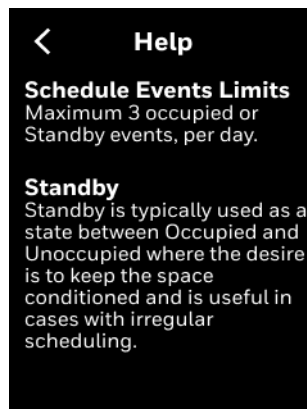 Help
Schedule Events Limits
Maximum 3 occupied or
Standby events, per day.
Standby
Standby is typically used as a
state between Occupied and
Unoccupied where the desire
is to keep the space
conditioned and is useful in
cases with irregular
scheduling.